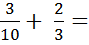 3/10 + 2/3 =